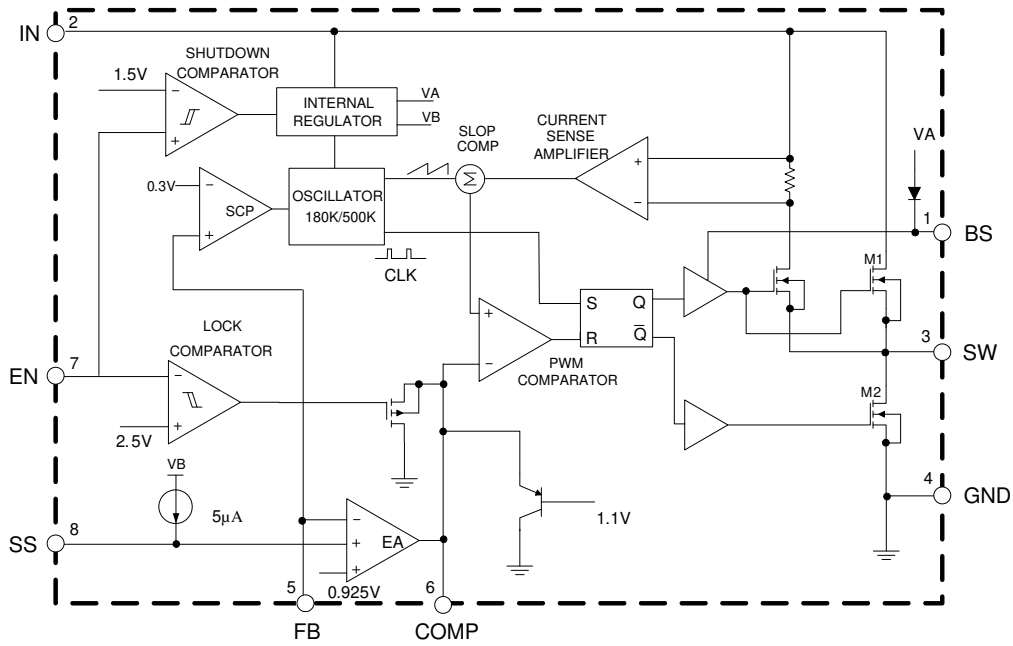 IN
2
SHUTDOWN
COMPARATOR
1.5V
−
+
INTERNAL
REGULATOR
VA
VB
SLOP
COMP
Σ
CURRENT
SENSE
AMPLIFIER
+
−
VA
0.3V
−
+
SCP
OSCILLATOR
180K/500K
CLK
1
BS
M1
LOCK
COMPARATOR
+
−
PWM
COMPARATOR
S
Q
R
Q̅
3
SW
EN
7
−
+
2.5V
M2
VB
5µA
SS
8
−
+
+
EA
0.925V
1.1V
4
GND
5
FB
6
COMP